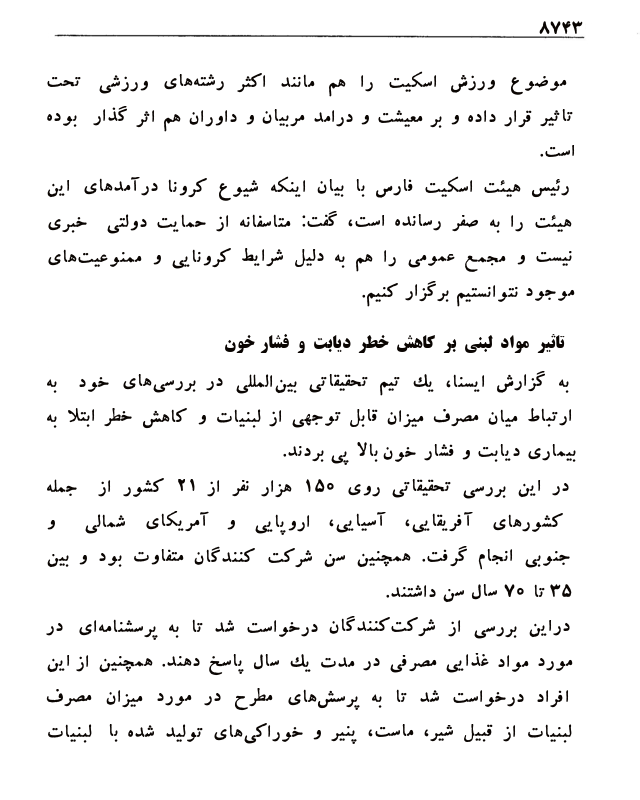 ۸۷۴۳
موضوع ورزش اسکیت را هم مانند اکثر رشته‌های ورزشی تحت
تاثیر قرار داده و بر معیشت و درامد مربیان و داوران هم اثر گذار بوده
است.
رئیس هیئت اسکیت فارس با بیان اینکه شیوع کرونا درآمدهای این
هیئت را به صفر رسانده است، گفت: متاسفانه از حمایت دولتی خبری
نیست و مجمع عمومی را هم به دلیل شرایط کرونایی و ممنوعیت‌های
موجود نتوانستیم برگزار کنیم.
تاثیر مواد لبنی بر کاهش خطر دیابت و فشار خون
به گزارش ایسنا، یك تیم تحقیقاتی بین‌المللی در بررسی‌های خود به
ارتباط میان مصرف میزان قابل توجهی از لبنیات و کاهش خطر ابتلا به
بیماری دیابت و فشار خون بالا پی بردند.
در این بررسی تحقیقاتی روی ۱۵۰ هزار نفر از ۲۱ کشور از جمله
کشورهای آفریقایی، آسیایی، اروپایی و آمریکای شمالی و
جنوبی انجام گرفت. همچنین سن شرکت کنندگان متفاوت بود و بین
۳۵ تا ۷۰ سال سن داشتند.
دراین بررسی از شرکت‌کنندگان درخواست شد تا به پرسشنامه‌ای در
مورد مواد غذایی مصرفی در مدت یك سال پاسخ دهند. همچنین از این
افراد درخواست شد تا به پرسش‌های مطرح در مورد میزان مصرف
لبنیات از قبیل شیر، ماست، پنیر و خوراکی‌های تولید شده با لبنیات